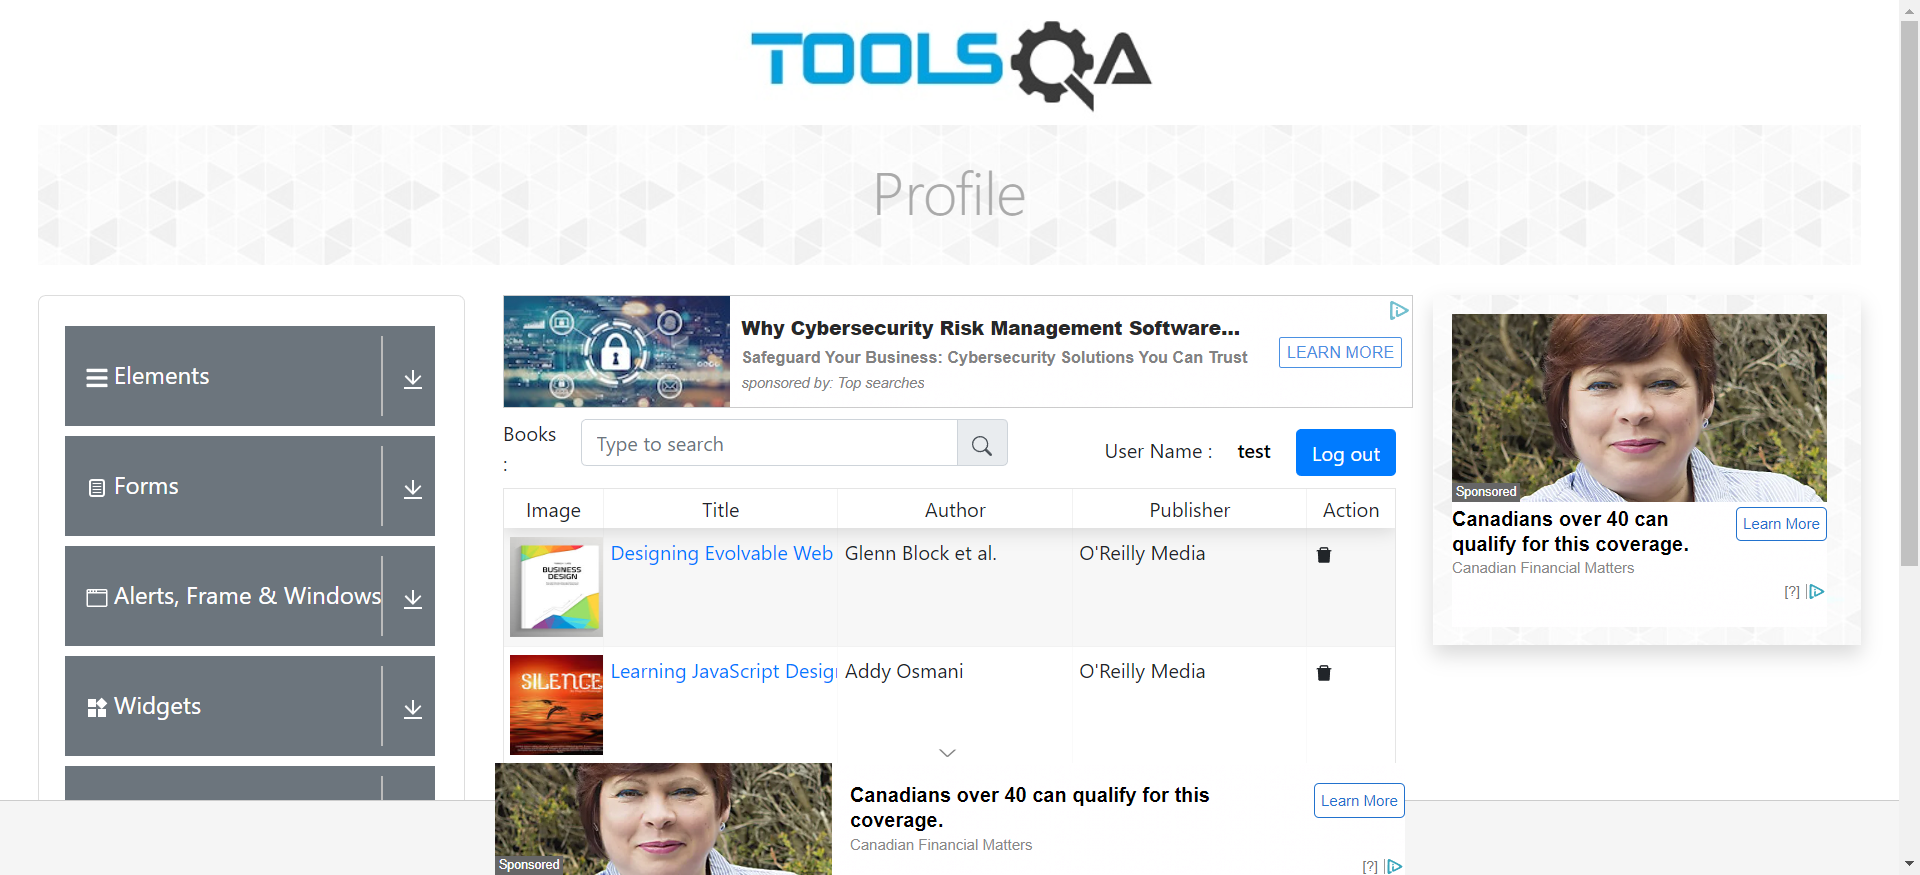 TOOLSQA
Profile
Elements
Forms
Alerts, Frame & Windows
Widgets
Why Cybersecurity Risk Management Software...
Safeguard Your Business: Cybersecurity Solutions You Can Trust
sponsored by: Top searches
LEARN MORE
Books
:
Type to search
User Name :
test
Log out
Image
Title
Author
Publisher
Action
BUSINESS
DESIGN
Designing Evolvable Web
Glenn Block et al.
O'Reilly Media
SILENCE
Learning JavaScript Desig
Addy Osmani
O'Reilly Media
Sponsored
Canadians over 40 can
qualify for this coverage.
Learn More
Canadian Financial Matters
[?]
Sponsored
Canadians over 40 can qualify for this
coverage.
Canadian Financial Matters
Learn More
[?]